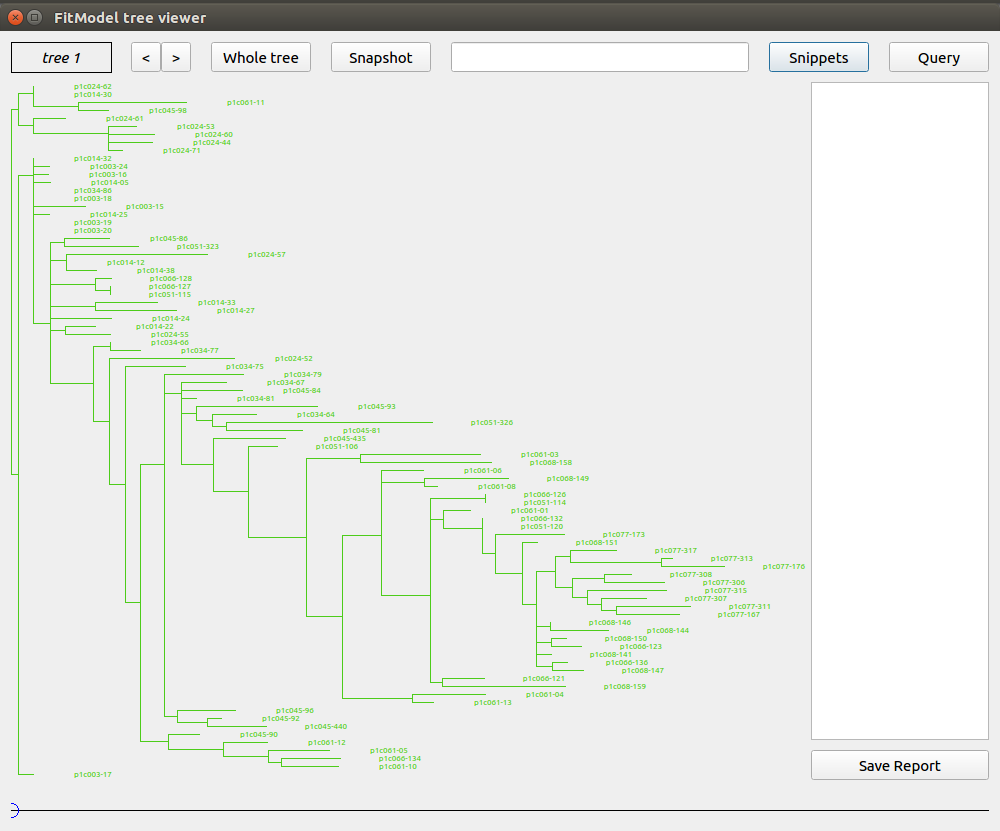 FitModel tree viewer
tree 1
<
>
Whole tree
Snapshot
Snippets
Query
p1c024-62
p1c014-30
p1c061-11
p1c045-98
p1c024-61
p1c024-53
p1c024-60
p1c024-44
p1c024-71
p1c014-32
p1c003-24
p1c003-16
p1c014-05
p1c034-86
p1c003-18
p1c003-15
p1c014-25
p1c003-19
p1c003-20
p1c045-86
p1c051-323
p1c024-57
p1c014-12
p1c014-38
p1c066-128
p1c066-127
p1c051-115
p1c014-33
p1c014-27
p1c014-24
p1c014-22
p1c024-55
p1c034-66
p1c034-77
p1c024-52
p1c034-75
p1c034-79
p1c034-67
p1c045-84
p1c034-81
p1c045-93
p1c034-64
p1c051-326
p1c045-81
p1c045-435
p1c051-106
p1c061-03
p1c068-158
p1c061-06
p1c068-149
p1c061-08
p1c066-126
p1c051-114
p1c061-01
p1c066-132
p1c051-120
p1c077-173
p1c068-151
p1c077-317
p1c077-313
p1c077-176
p1c077-308
p1c077-306
p1c077-315
p1c077-307
p1c077-311
p1c077-167
p1c068-146
p1c068-144
p1c068-150
p1c066-123
p1c068-141
p1c066-136
p1c068-147
p1c066-121
p1c068-159
p1c061-04
p1c061-13
p1c045-96
p1c045-92
p1c045-440
p1c045-90
p1c061-12
p1c061-05
p1c066-134
p1c061-10
p1c003-17
Save Report